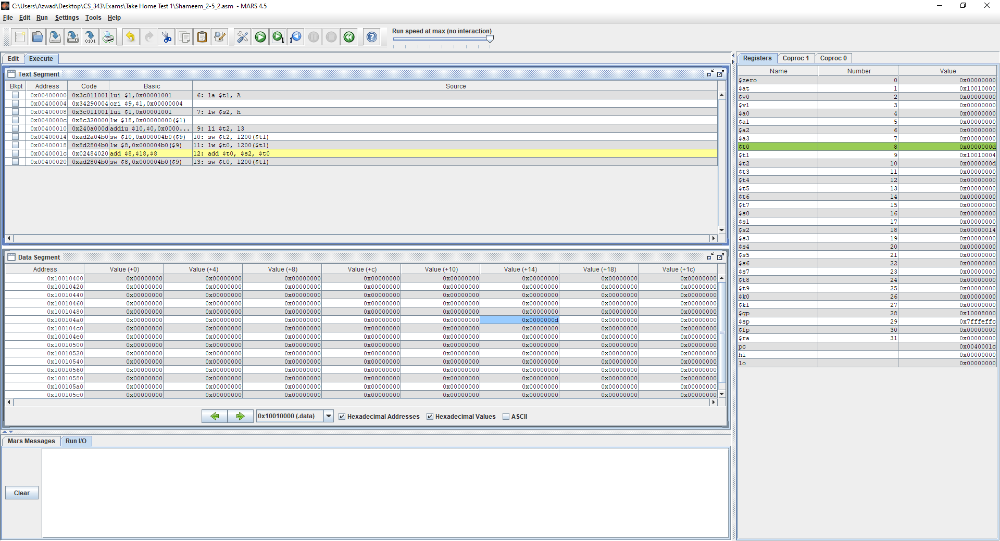 C:\Users\Azwad\Desktop\CS_343\Exams\Take Home Test 1\Shameem_2-5_2.asm - MARS 4.5
File Edit Run Settings Tools Help
Run speed at max (no interaction)
Edit Execute
Text Segment
Bkpt Address Code Basic Source
0x00400000 0x3c011001 lui $1,0x00001001 6: la $t1, A
0x00400004 0x34290004 ori $9,$1,0x00000004
0x00400008 0x3c011001 lui $1,0x00001001 7: lw $s2, h
0x0040000c 0x8c320000 lw $18,0x00000000($1)
0x00400010 0x240a000d addiu $10,$0,0x0000... 9: li $t2, 13
0x00400014 0xad2a04b0 sw $10,0x000004b0($9) 10: sw $t2, 1200($t1)
0x00400018 0x8d2804b0 lw $8,0x000004b0($9) 11: lw $t0, 1200($t1)
0x0040001c 0x02484020 add $8,$18,$8 12: add $t0, $s2, $t0
0x00400020 0xad2804b0 sw $8,0x000004b0($9) 13: sw $t0, 1200($t1)
Data Segment
Address Value (+0) Value (+4) Value (+8) Value (+c) Value (+10) Value (+14) Value (+18) Value (+1c)
0x10010400 0x00000000 0x00000000 0x00000000 0x00000000 0x00000000 0x00000000 0x00000000 0x00000000
0x10010420 0x00000000 0x00000000 0x00000000 0x00000000 0x00000000 0x00000000 0x00000000 0x00000000
0x10010440 0x00000000 0x00000000 0x00000000 0x00000000 0x00000000 0x00000000 0x00000000 0x00000000
0x10010460 0x00000000 0x00000000 0x00000000 0x00000000 0x00000000 0x00000000 0x00000000 0x00000000
0x10010480 0x00000000 0x00000000 0x00000000 0x00000000 0x00000000 0x00000000 0x00000000 0x00000000
0x100104a0 0x00000000 0x00000000 0x00000000 0x00000000 0x00000000 0x0000000d 0x00000000 0x00000000
0x100104c0 0x00000000 0x00000000 0x00000000 0x00000000 0x00000000 0x00000000 0x00000000 0x00000000
0x100104e0 0x00000000 0x00000000 0x00000000 0x00000000 0x00000000 0x00000000 0x00000000 0x00000000
0x10010500 0x00000000 0x00000000 0x00000000 0x00000000 0x00000000 0x00000000 0x00000000 0x00000000
0x10010520 0x00000000 0x00000000 0x00000000 0x00000000 0x00000000 0x00000000 0x00000000 0x00000000
0x10010540 0x00000000 0x00000000 0x00000000 0x00000000 0x00000000 0x00000000 0x00000000 0x00000000
0x10010560 0x00000000 0x00000000 0x00000000 0x00000000 0x00000000 0x00000000 0x00000000 0x00000000
0x10010580 0x00000000 0x00000000 0x00000000 0x00000000 0x00000000 0x00000000 0x00000000 0x00000000
0x100105a0 0x00000000 0x00000000 0x00000000 0x00000000 0x00000000 0x00000000 0x00000000 0x00000000
0x100105c0 0x00000000 0x00000000 0x00000000 0x00000000 0x00000000 0x00000000 0x00000000 0x00000000
0x10010000 (.data) Hexadecimal Addresses Hexadecimal Values ASCII
Mars Messages Run I/O
Clear
Registers Coproc 1 Coproc 0
Name Number Value
$zero 0 0x00000000
$at 1 0x10010000
$v0 2 0x00000000
$v1 3 0x00000000
$a0 4 0x00000000
$a1 5 0x00000000
$a2 6 0x00000000
$a3 7 0x00000000
$t0 8 0x0000000d
$t1 9 0x10010004
$t2 10 0x0000000d
$t3 11 0x00000000
$t4 12 0x00000000
$t5 13 0x00000000
$t6 14 0x00000000
$t7 15 0x00000000
$s0 16 0x00000000
$s1 17 0x00000000
$s2 18 0x00000014
$s3 19 0x00000000
$s4 20 0x00000000
$s5 21 0x00000000
$s6 22 0x00000000
$s7 23 0x00000000
$t8 24 0x00000000
$t9 25 0x00000000
$k0 26 0x00000000
$k1 27 0x00000000
$gp 28 0x10008000
$sp 29 0x7fffeffc
$fp 30 0x00000000
$ra 31 0x00000000
pc 0x0040001c
hi 0x00000000
lo 0x00000000